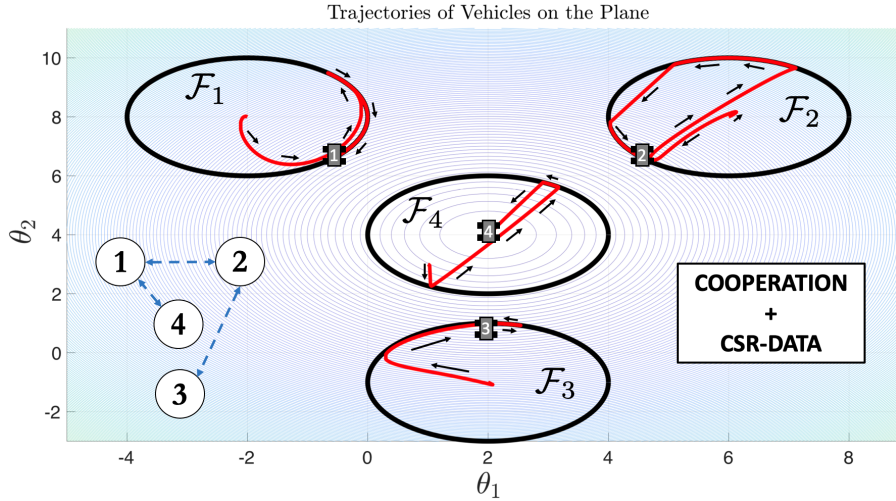 Trajectories of Vehicles on the Plane
10
8
6
4
2
0
-2
θ₂
-4
-2
0
2
4
6
8
θ₁
F₁
1
F₂
2
F₄
4
F₃
3
1
2
4
3
COOPERATION
+
CSR-DATA